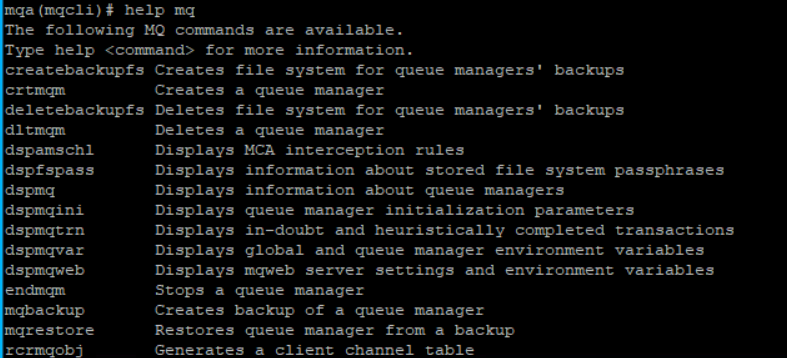 mqa(mqcli)# help mq
The following MQ commands are available.
Type help <command> for more information.
createbackupfs Creates file system for queue managers' backups
crtmqm         Creates a queue manager
deletebackupfs Deletes file system for queue managers' backups
dltmqm         Deletes a queue manager
dspamschl      Displays MCA interception rules
dspfspass      Displays information about stored file system passphrases
dspmq          Displays information about queue managers
dspmqini       Displays queue manager initialization parameters
dspmqtrn       Displays in-doubt and heuristically completed transactions
dspmqvar       Displays global and queue manager environment variables
dspmqweb       Displays mqweb server settings and environment variables
endmqm         Stops a queue manager
mqbackup       Creates backup of a queue manager
mqrestore      Restores queue manager from a backup
rcrmqobj       Generates a client channel table